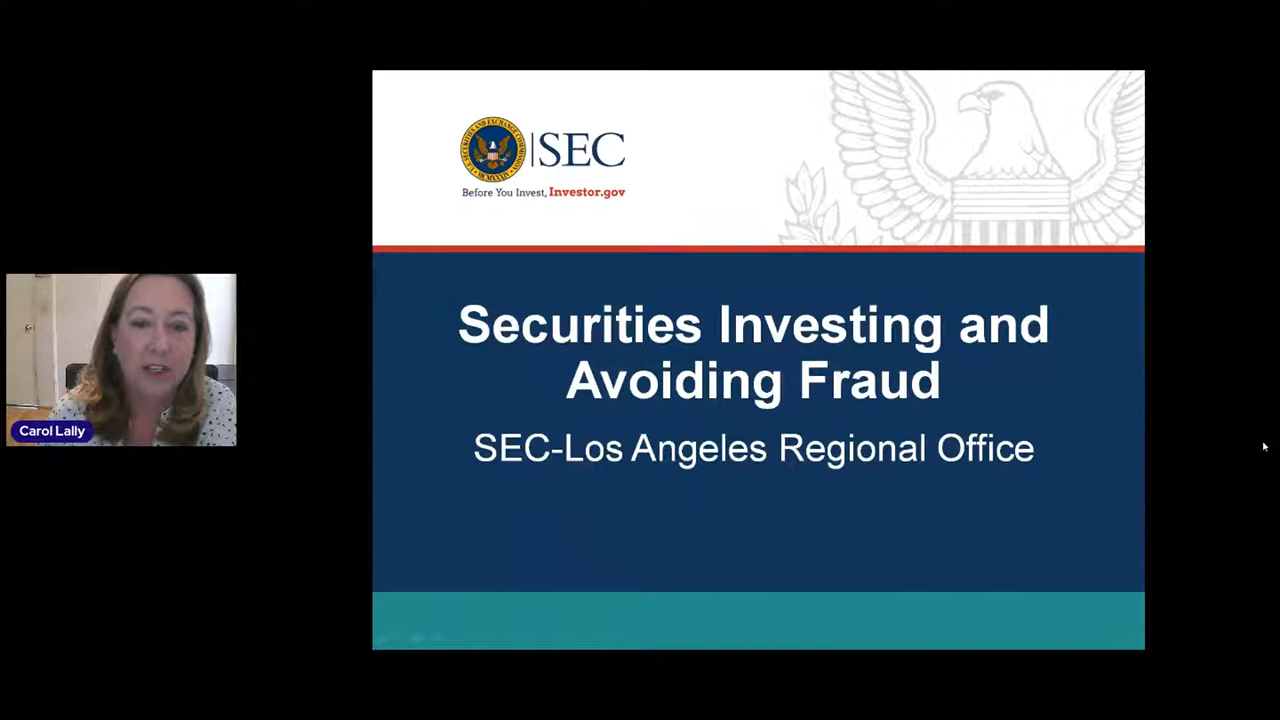 SEC
Before You Invest, Investor.gov
Securities Investing and
Avoiding Fraud
SEC-Los Angeles Regional Office
Carol Lally